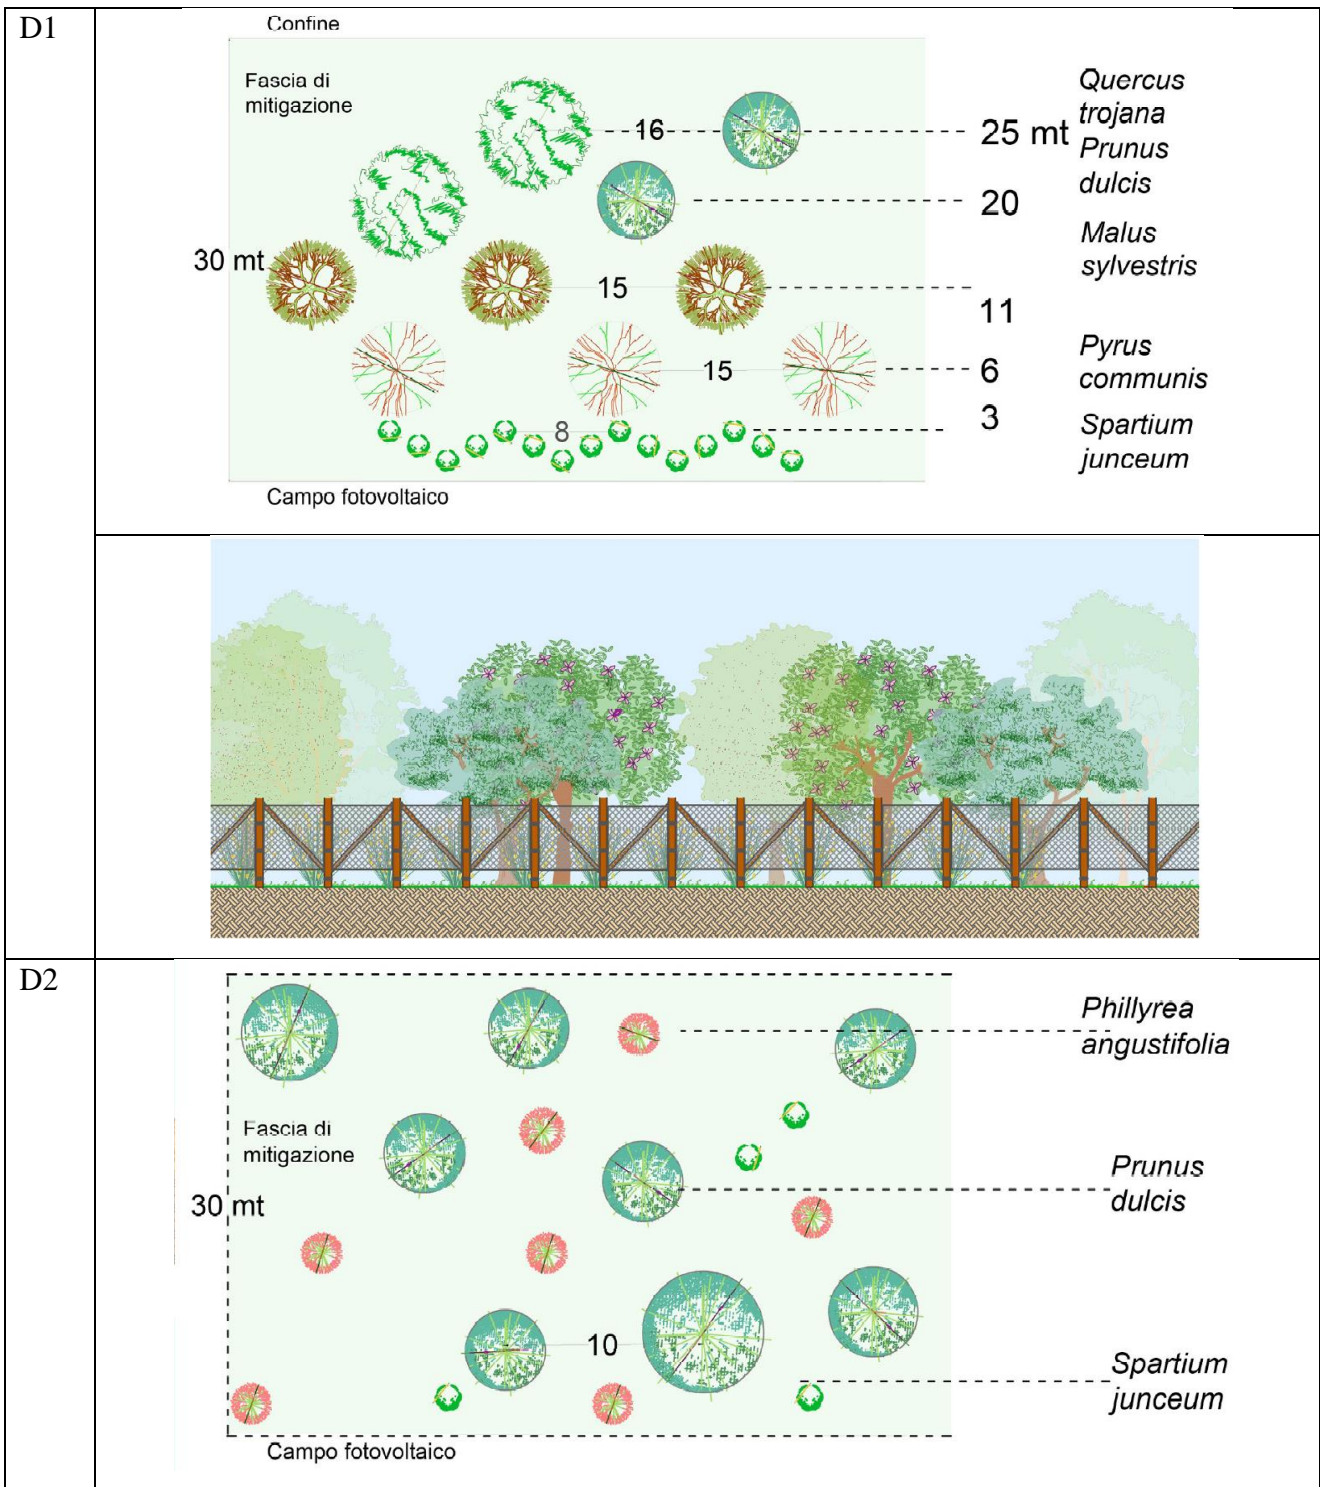 D1
Confine
Fascia di
mitigazione
16
25 mt
Quercus
trojana
Prunus
dulcis
20
Malus
sylvestris
30 mt
15
11
15
6
Pyrus
communis
8
3
Spartium
junceum
Campo fotovoltaico
D2
Phillyrea
angustifolia
Fascia di
mitigazione
Prunus
dulcis
30 mt
10
Spartium
junceum
Campo fotovoltaico